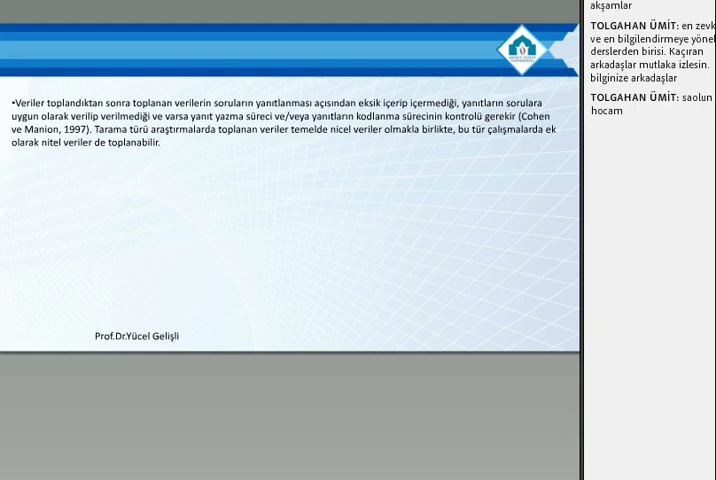 •Veriler toplandıktan sonra toplanan verilerin soruların yanıtlanması açısından eksik içerip içermediği, yanıtların sorulara
uygun olarak verilip verilmediği ve varsa yanıt yazma süreci ve/veya yanıtların kodlanma sürecinin kontrolü gerekir (Cohen
ve Manion, 1997). Tarama türü araştırmalarda toplanan veriler temelde nicel veriler olmakla birlikte, bu tür çalışmalarda ek
olarak nitel veriler de toplanabilir.
Prof.Dr.Yücel Gelişli
akşamlar
TOLGAHAN ÜMİT: en zevk
ve en bilgilendirmeye yönel
derslerden birisi. Kaçıran
arkadaşlar mutlaka izlesin.
bilginize arkadaşlar
TOLGAHAN ÜMİT: saolun
hocam